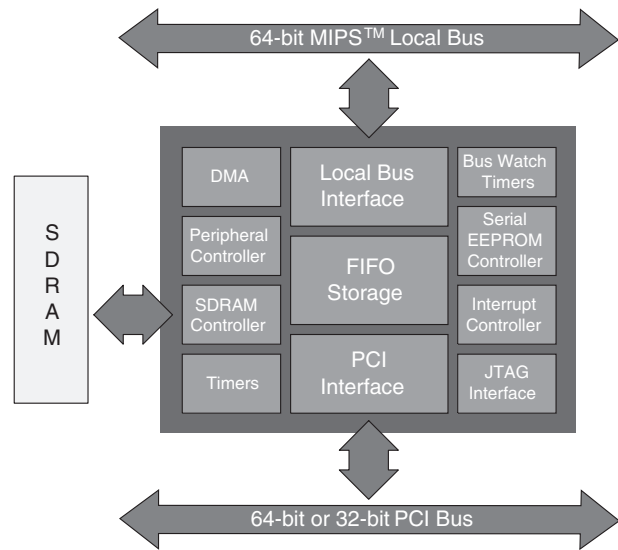 64-bit MIPS™ Local Bus
S
D
R
A
M
DMA
Peripheral
Controller
SDRAM
Controller
Timers
Local Bus
Interface
FIFO
Storage
PCI
Interface
Bus Watch
Timers
Serial
EEPROM
Controller
Interrupt
Controller
JTAG
Interface
64-bit or 32-bit PCI Bus